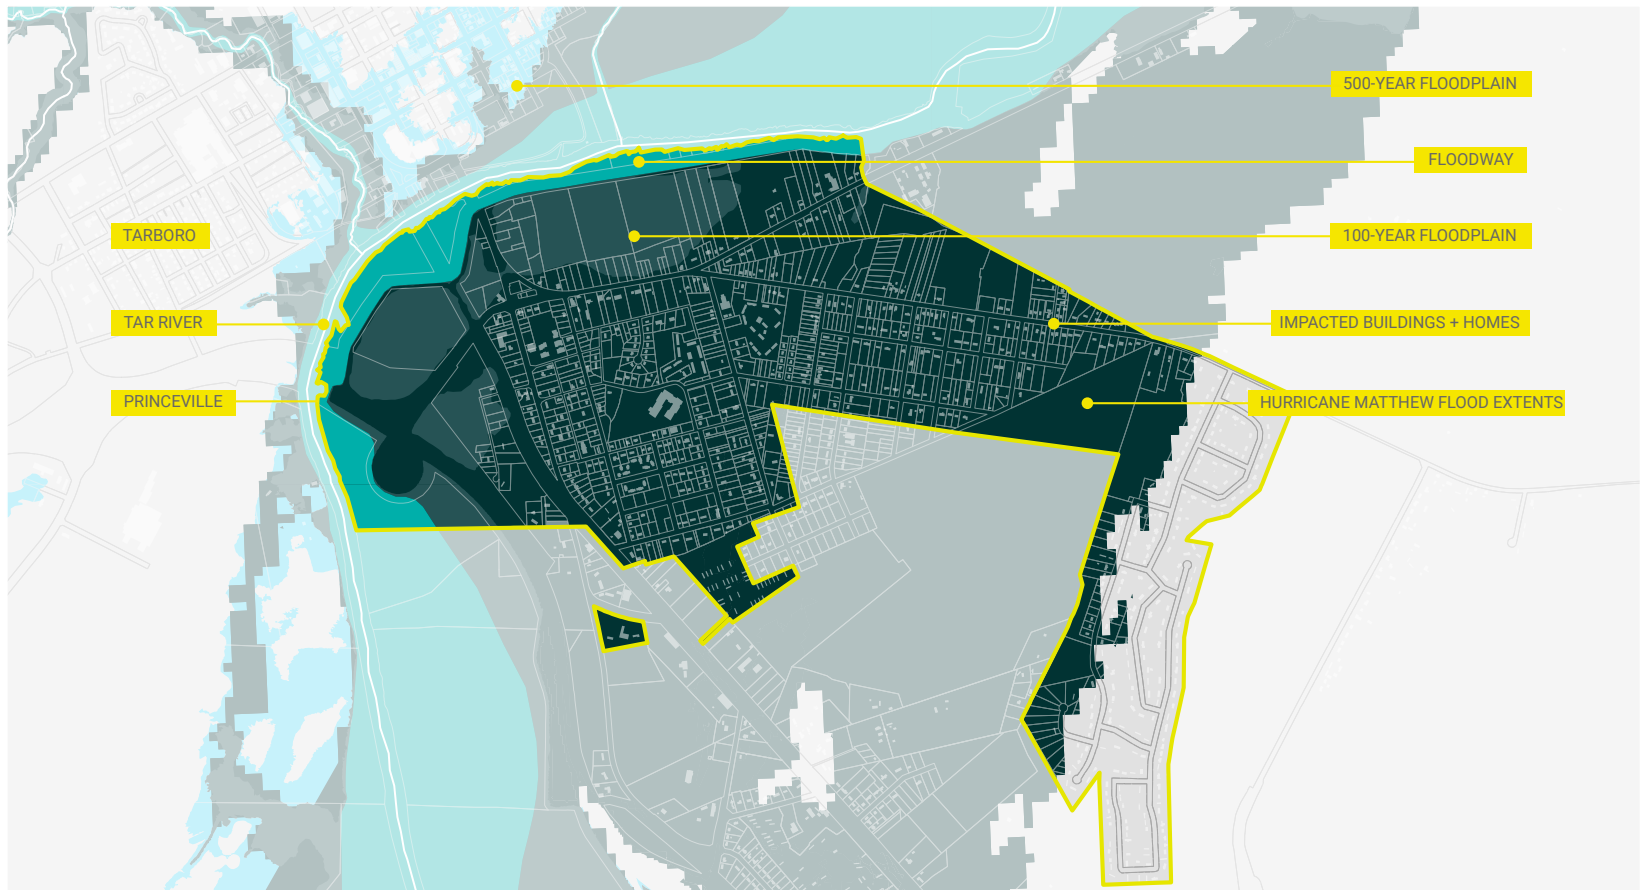 500-YEAR FLOODPLAIN
FLOODWAY
TARBORO
100-YEAR FLOODPLAIN
TAR RIVER
IMPACTED BUILDINGS + HOMES
PRINCEVILLE
HURRICANE MATTHEW FLOOD EXTENTS